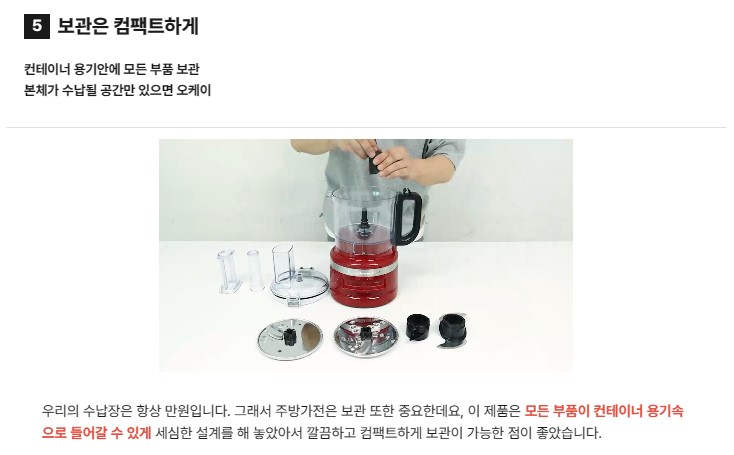 5 보관은 컴팩트하게
컨테이너 용기안에 모든 부품 보관
본체가 수납될 공간만 있으면 오케이
우리의 수납장은 항상 만원입니다. 그래서 주방가전은 보관 또한 중요한데요, 이 제품은 모든 부품이 컨테이너 용기속
으로 들어갈 수 있게 세심한 설계를 해 놓았아서 깔끔하고 컴팩트하게 보관이 가능한 점이 좋았습니다.